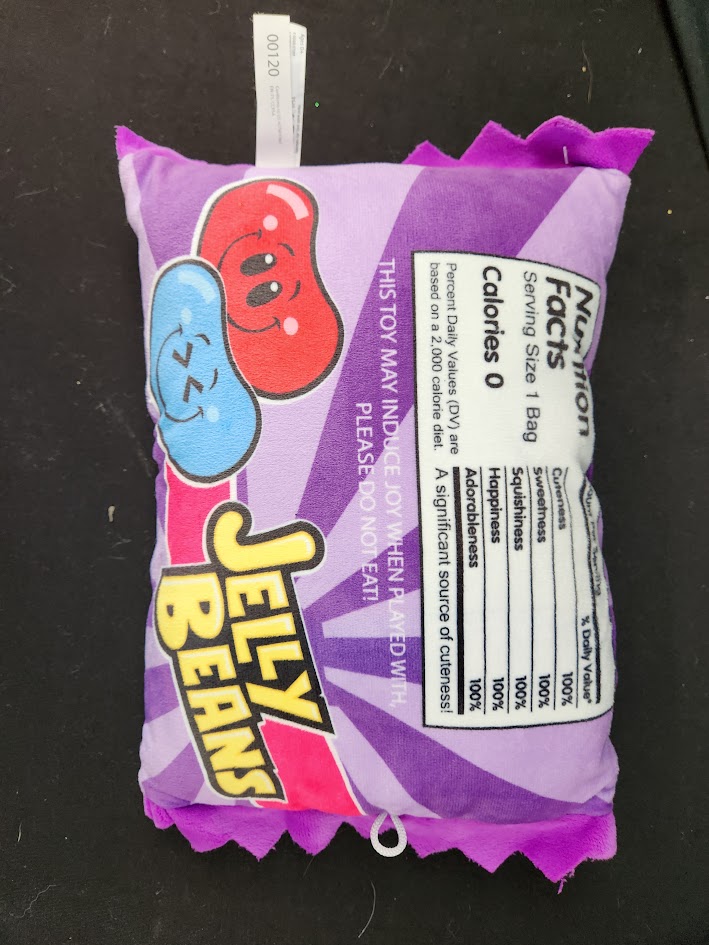 Nutrition
Facts
Serving Size 1 Bag
Calories 0
Percent Daily Values (DV) are
based on a 2,000 calorie diet.
% Daily Value*
Cuteness 100%
Sweetness 100%
Squishiness 100%
Happiness 100%
Adorableness 100%
A significant source of cuteness!
THIS TOY MAY INDUCE JOY WHEN PLAYED WITH,
PLEASE DO NOT EAT!
JELLY
BEANS
00120